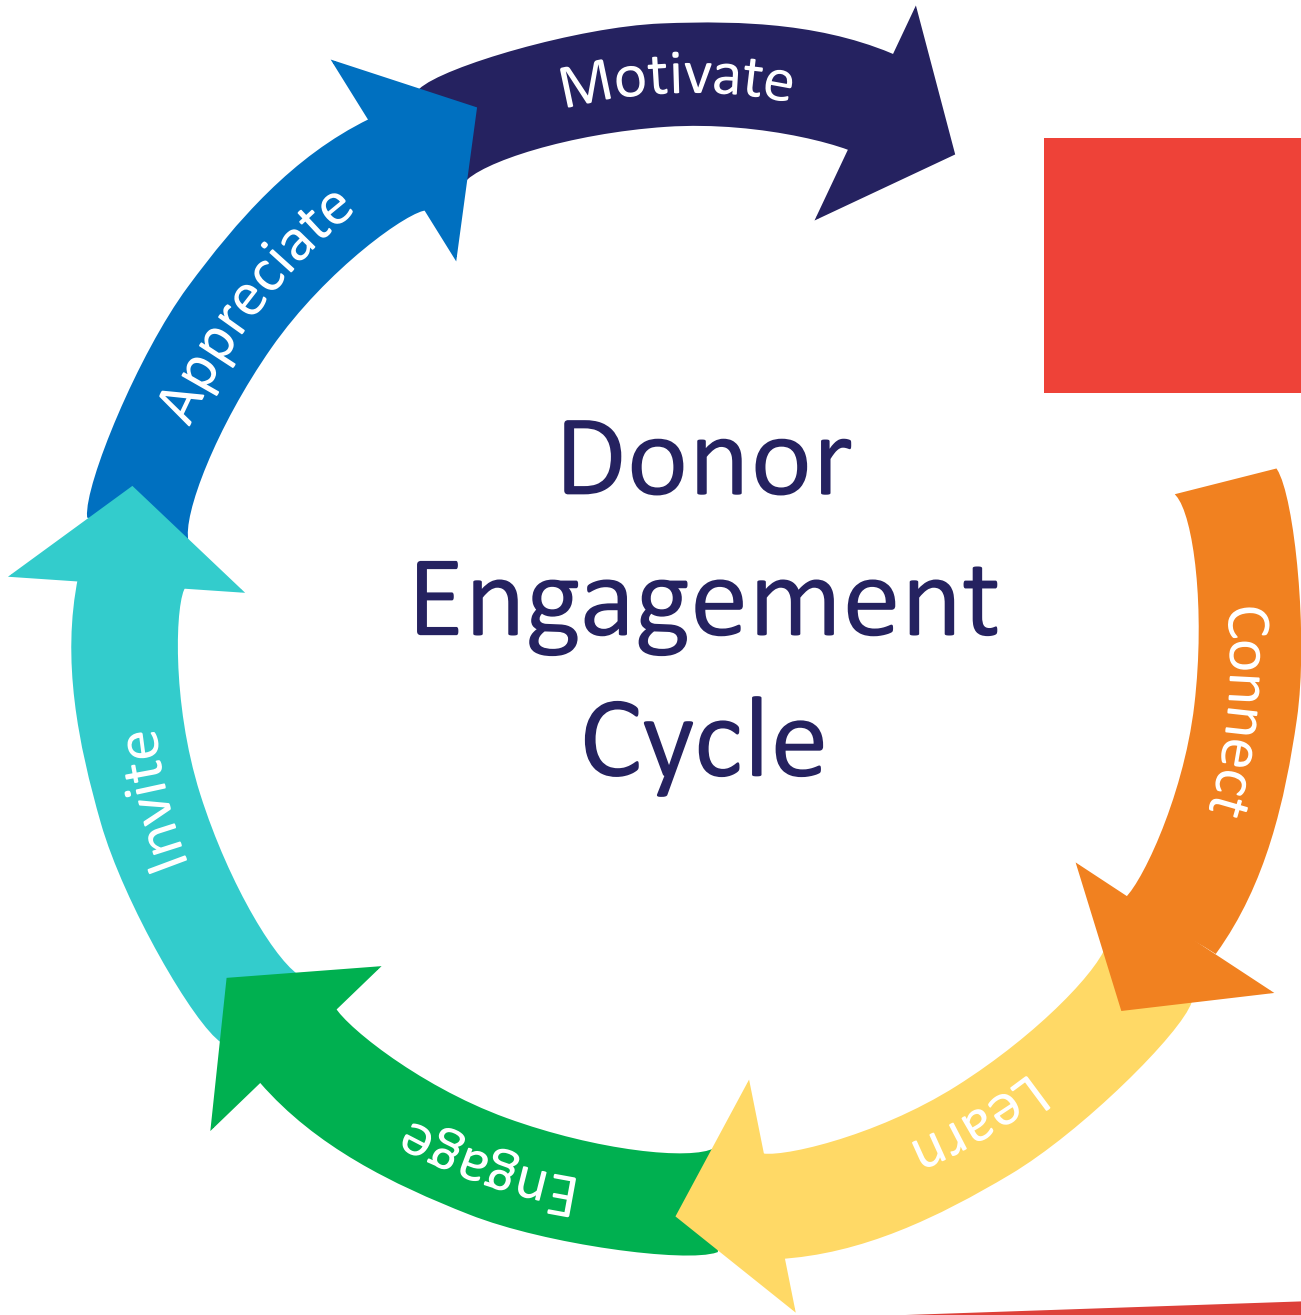 Motivate
Appreciate
Donor
Engagement
Cycle
Connect
Invite
Learn
Engage